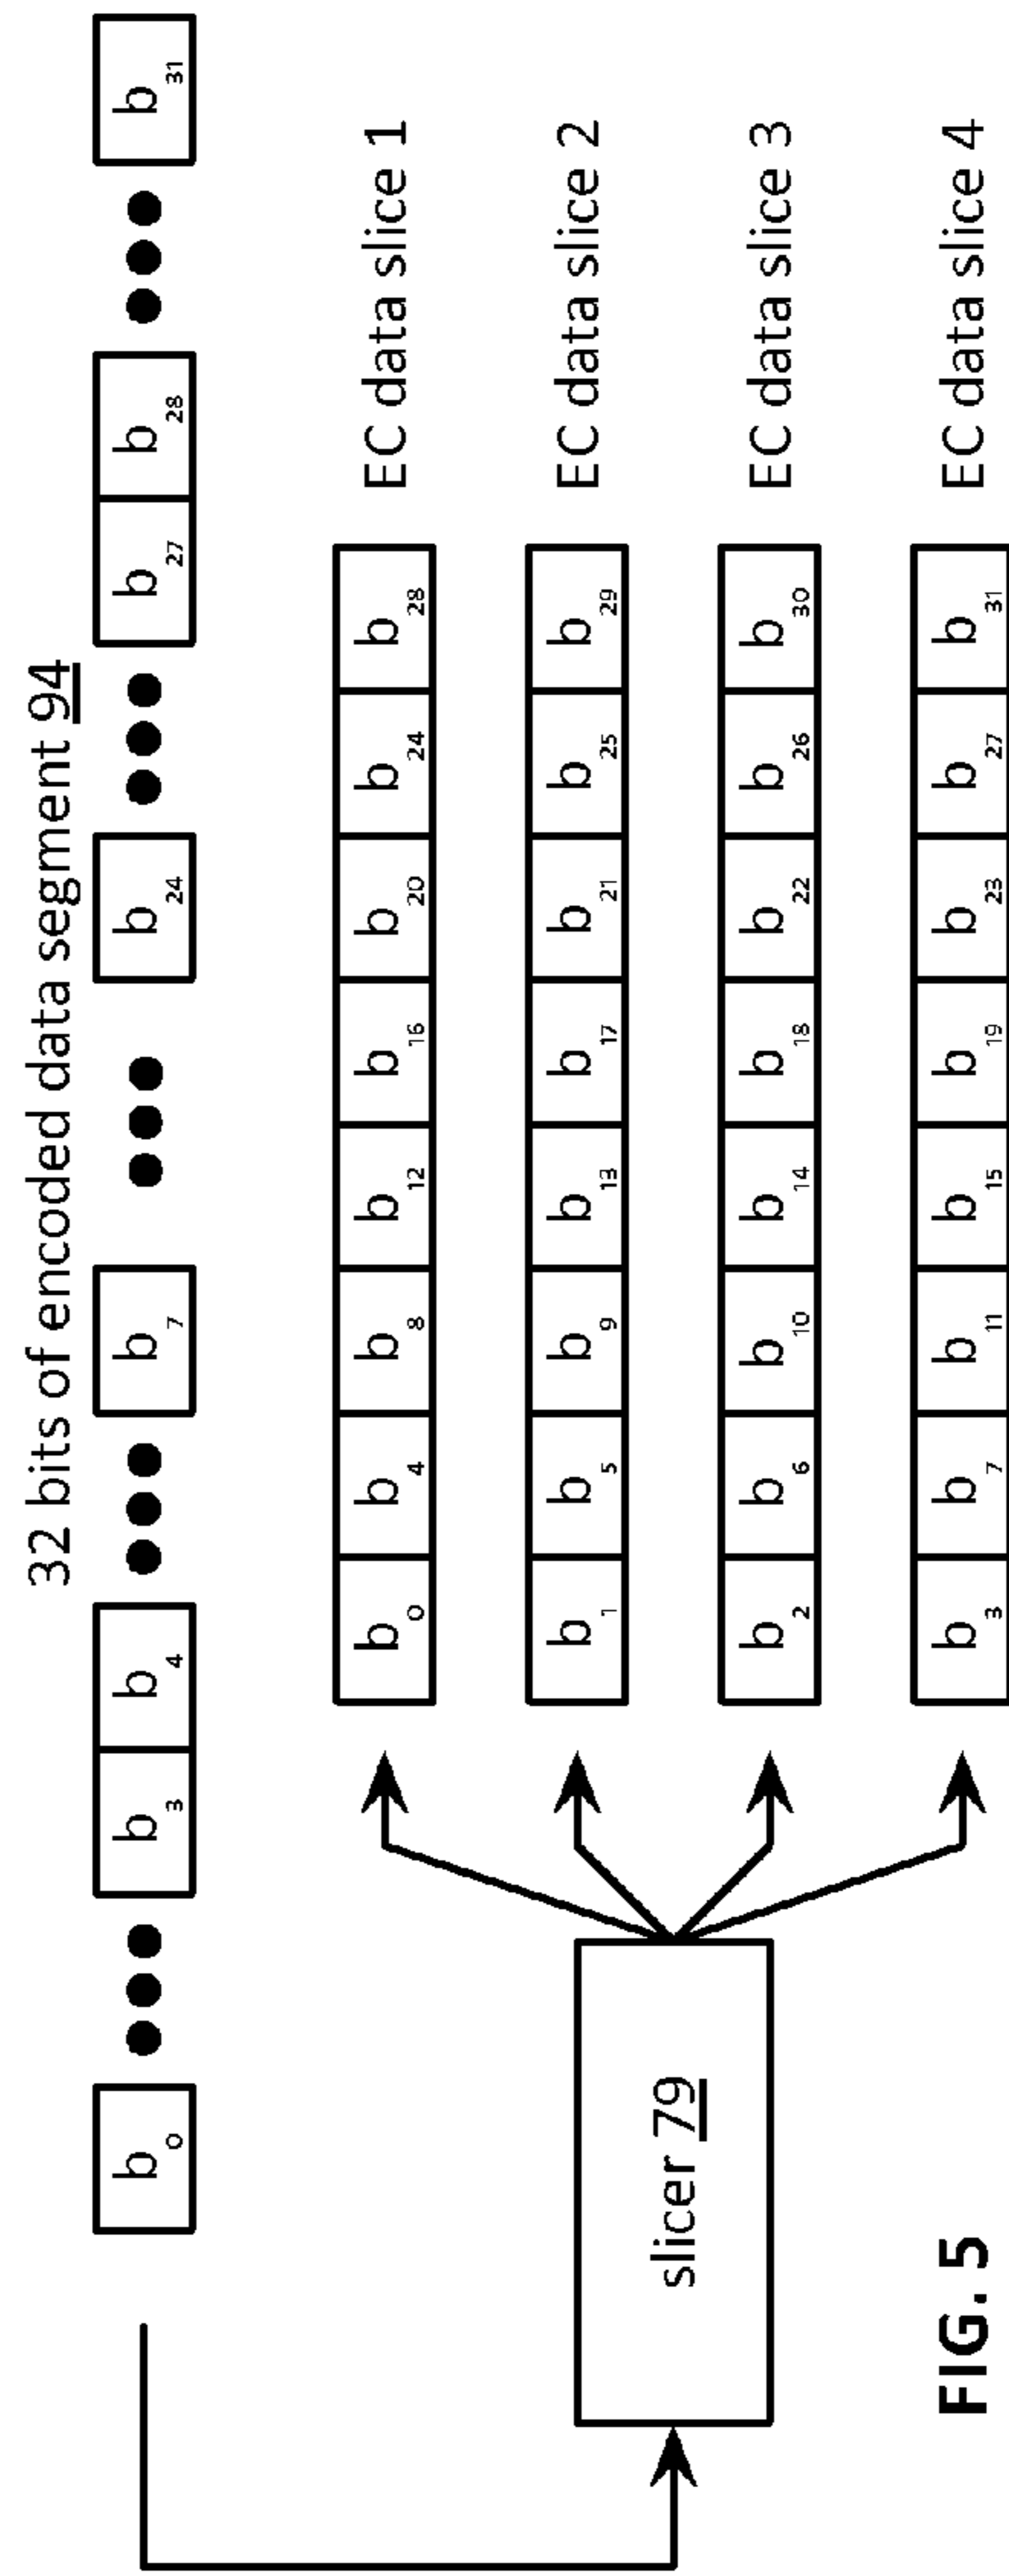 32 bits of encoded data segment 94
b0 ●●● b3 b4 ●●● b7 ●●● b24 ●●● b27 b28 ●●● b31
b0 b4 b8 b12 b16 b20 b24 b28 EC data slice 1
b1 b5 b9 b13 b17 b21 b25 b29 EC data slice 2
slicer 79
b2 b6 b10 b14 b18 b22 b26 b30 EC data slice 3
b3 b7 b11 b15 b19 b23 b27 b31 EC data slice 4
FIG. 5